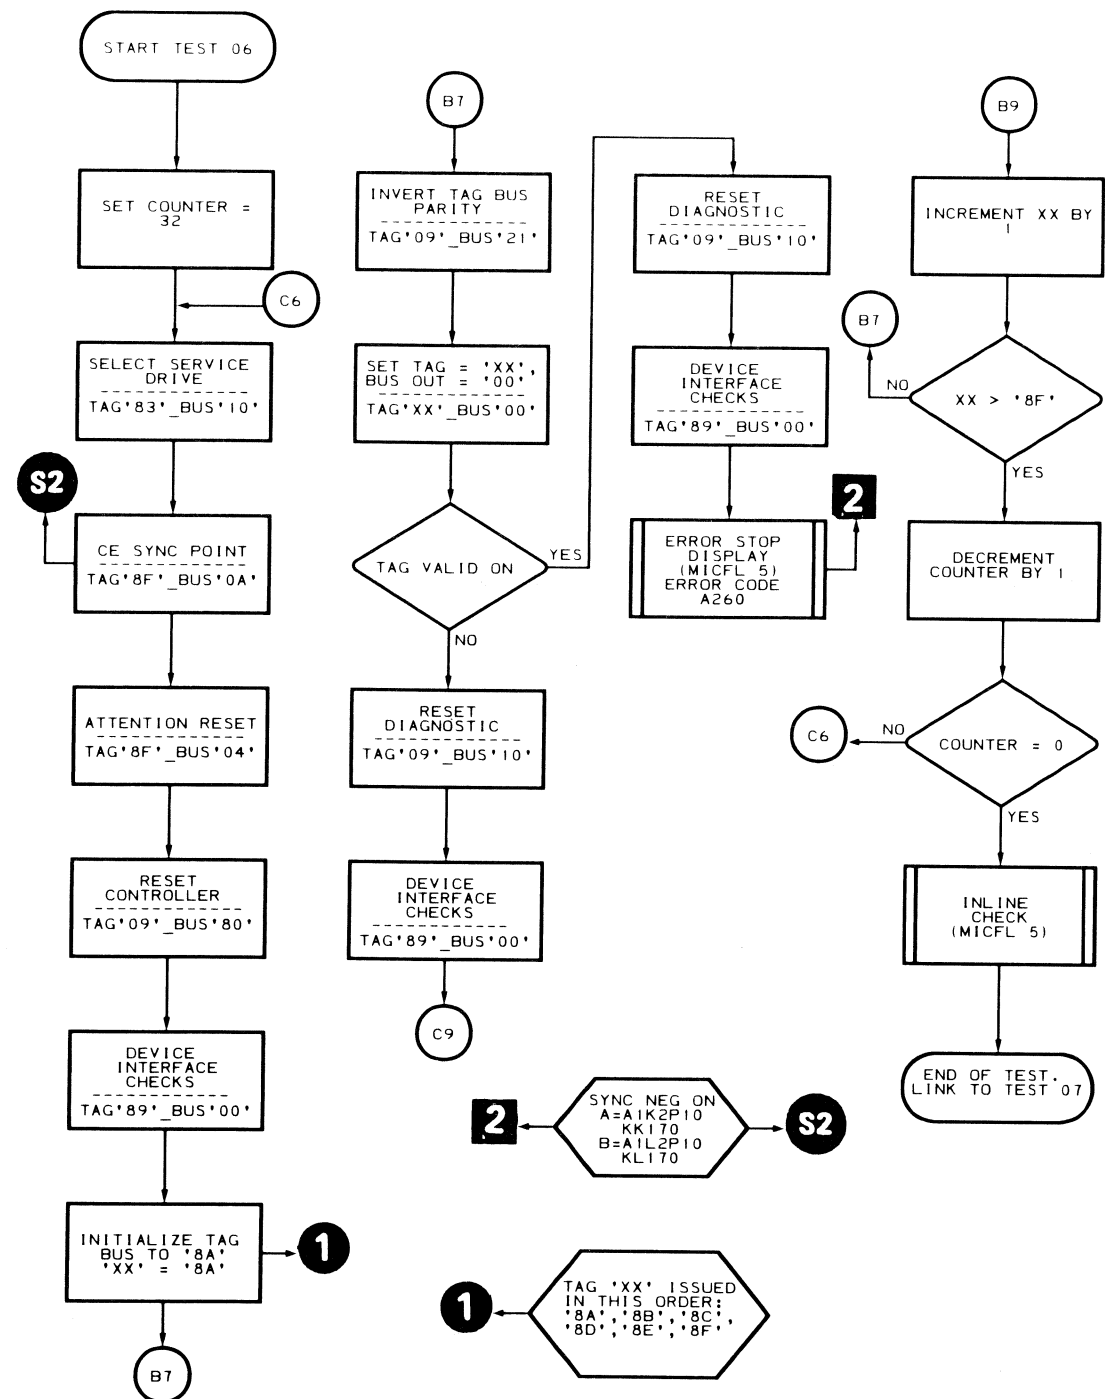 START TEST 06
SET COUNTER =
32
C6
SELECT SERVICE
DRIVE
TAG'83'_BUS'10'
S2
CE SYNC POINT
TAG'8F'_BUS'0A'
ATTENTION RESET
TAG'8F'_BUS'04'
RESET
CONTROLLER
TAG'09'_BUS'80'
DEVICE
INTERFACE
CHECKS
TAG'89'_BUS'00'
INITIALIZE TAG
BUS TO '8A'
'XX' = '8A'
1
B7
B7
INVERT TAG BUS
PARITY
TAG'09'_BUS'21'
SET TAG = 'XX',
BUS OUT = '00'
TAG'XX'_BUS'00'
TAG VALID ON
YES
NO
RESET
DIAGNOSTIC
TAG'09'_BUS'10'
DEVICE
INTERFACE
CHECKS
TAG'89'_BUS'00'
C9
RESET
DIAGNOSTIC
TAG'09'_BUS'10'
DEVICE
INTERFACE
CHECKS
TAG'89'_BUS'00'
2
ERROR STOP
DISPLAY
(MICFL 5)
ERROR CODE
A260
B9
INCREMENT XX BY
1
B7
NO
XX > '8F'
YES
DECREMENT
COUNTER BY 1
C6
NO
COUNTER = 0
YES
INLINE
CHECK
(MICFL 5)
END OF TEST.
LINK TO TEST 07
2
SYNC NEG ON
A=A1K2P10
KK170
B=A1L2P10
KL170
S2
1
TAG 'XX' ISSUED
IN THIS ORDER:
'8A','8B','8C',
'8D','8E','8F'